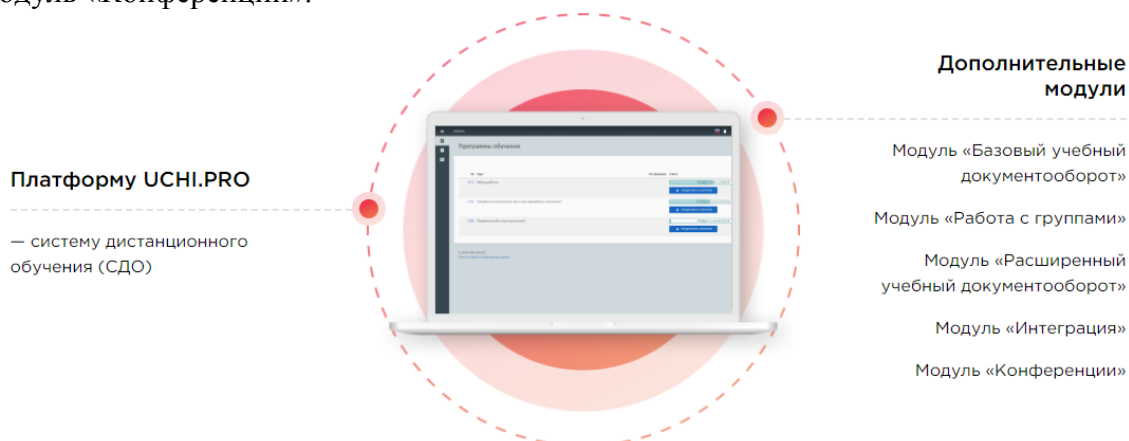 одуль «Конференции».
Платформу UCHI.PRO
— систему дистанционного
обучения (СДО)
Программы обучения
Дополнительные
модули
Модуль «Базовый учебный
документооборот»
Модуль «Работа с группами»
Модуль «Расширенный
учебный документооборот»
Модуль «Интеграция»
Модуль «Конференции»